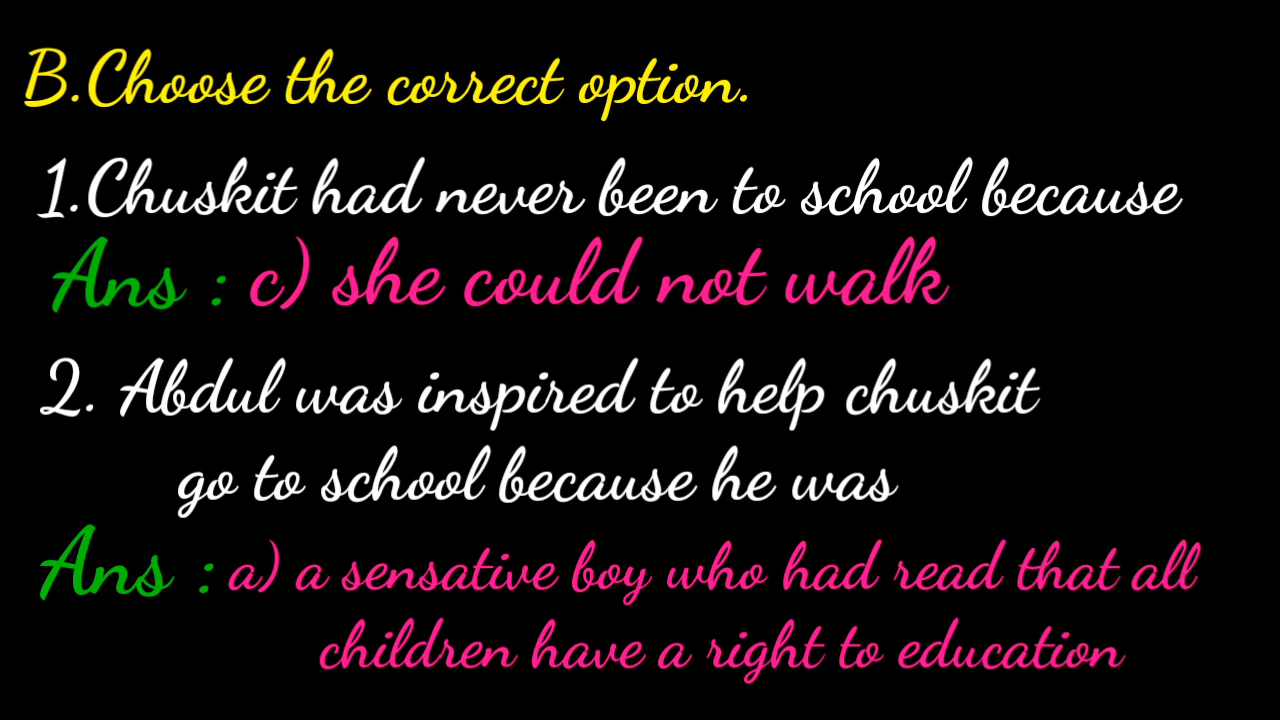 B.Choose the correct option.
1.Chuskit had never been to school because
Ans : c) she could not walk
2. Abdul was inspired to help chuskit
go to school because he was
Ans : a) a sensative boy who had read that all
children have a right to education